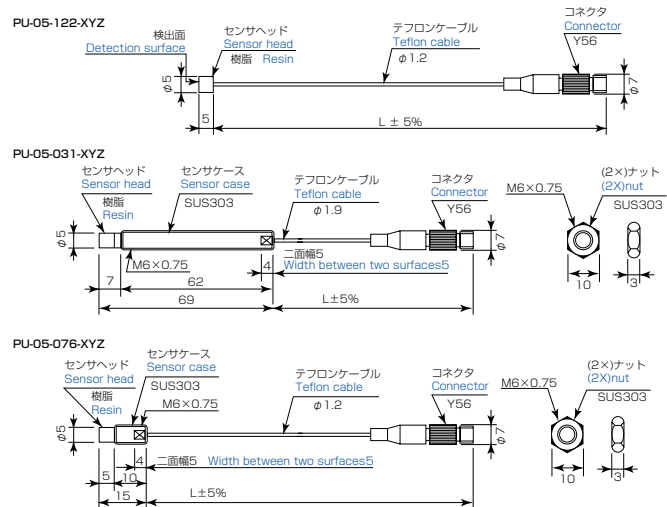 PU-05-122-XYZ
検出面
Detection surface
センサヘッド
Sensor head
樹脂 Resin
テフロンケーブル
Teflon cable
φ1.2
コネクタ
Connector
Y56
φ5
φ7
5
L ± 5%
PU-05-031-XYZ
センサヘッド
Sensor head
樹脂
Resin
センサケース
Sensor case
SUS303
テフロンケーブル
Teflon cable
φ1.9
コネクタ
Connector
Y56
M6×0.75
(2×)ナット
(2X)nut
SUS303
φ5
φ7
M6×0.75
4
二面幅5
Width between two surfaces5
7
62
69
L±5%
10
3
PU-05-076-XYZ
センサヘッド
Sensor head
樹脂
Resin
センサケース
Sensor case
SUS303
M6×0.75
テフロンケーブル
Teflon cable
φ1.2
コネクタ
Connector
Y56
M6×0.75
(2×)ナット
(2X)nut
SUS303
φ5
φ7
4
二面幅5 Width between two surfaces5
5
10
15
L±5%
10
3